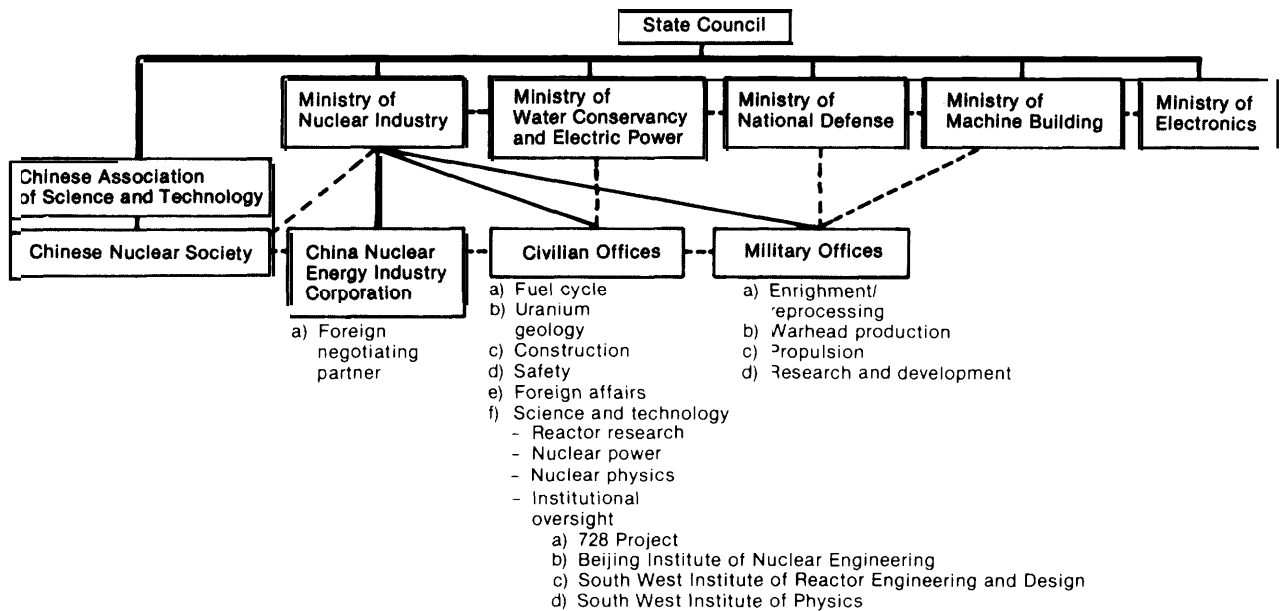 State Council
Ministry of
Nuclear Industry
Ministry of
Water Conservancy
and Electric Power
Ministry of
National Defense
Ministry of
Machine Building
Ministry of
Electronics
Chinese Association
of Science and Technology
Chinese Nuclear Society
China Nuclear
Energy Industry
Corporation
a) Foreign
negotiating
partner
Civilian Offices
a) Fuel cycle
b) Uranium
geology
c) Construction
d) Safety
e) Foreign affairs
f) Science and technology
- Reactor research
- Nuclear power
- Nuclear physics
- Institutional
oversight
a) 728 Project
b) Beijing Institute of Nuclear Engineering
c) South West Institute of Reactor Engineering and Design
d) South West Institute of Physics
Military Offices
a) Enrighment/
reprocessing
b) Warhead production
c) Propulsion
d) Research and development